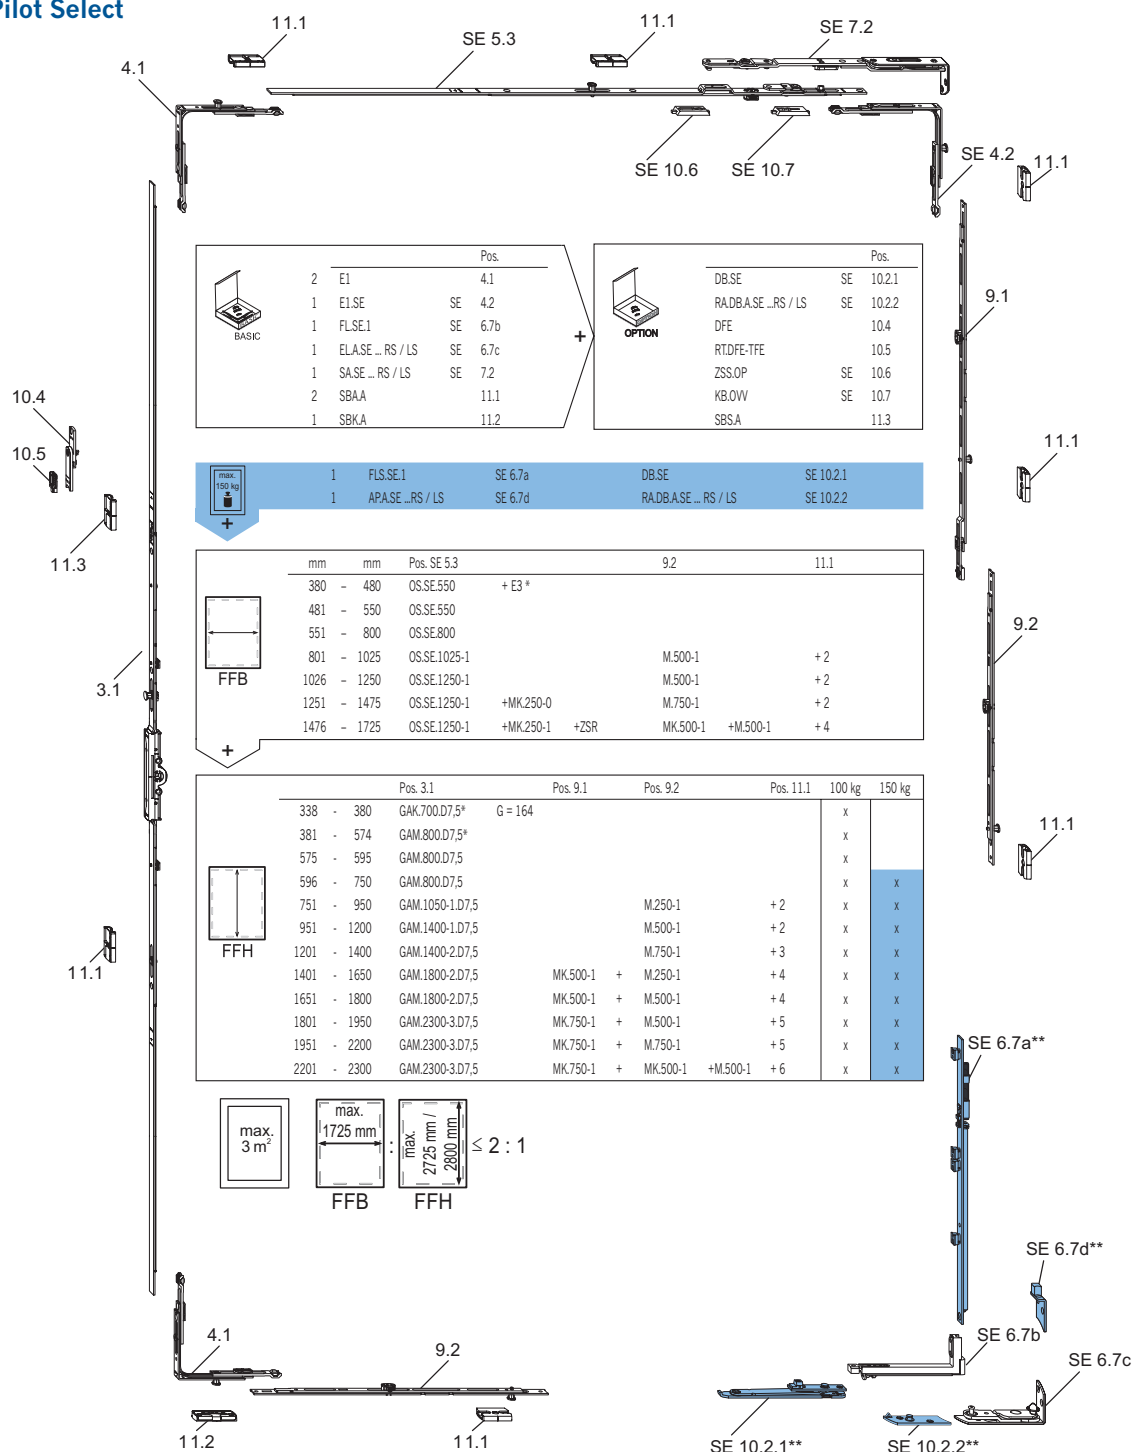 Pilot Select
11.1
SE 5.3
11.1
SE 7.2
4.1
SE 10.6
SE 10.7
SE 4.2
11.1
Pos.
2 E1 4.1
1 E1.SE SE 4.2
1 FL.SE.1 SE 6.7b
1 EL.A.SE ... RS / LS SE 6.7c
1 SA.SE ... RS / LS SE 7.2
2 SBA.A 11.1
1 SBK.A 11.2
BASIC
+
OPTION
Pos.
DB.SE SE 10.2.1
RA.DB.A.SE ...RS / LS SE 10.2.2
DFE 10.4
RT.DFE-TFE 10.5
ZSS.OP SE 10.6
KB.OVV SE 10.7
SBS.A 11.3
9.1
10.4
10.5
11.3
11.1
max.
150 kg
+
1 FL.S.SE.1 SE 6.7a DB.SE SE 10.2.1
1 AP.A.SE ...RS / LS SE 6.7d RA.DB.A.SE ... RS / LS SE 10.2.2
mm mm Pos. SE 5.3 9.2 11.1
380 – 480 OS.SE.550 + E3 *
481 – 550 OS.SE.550
551 – 800 OS.SE.800
801 – 1025 OS.SE.1025-1 M.500-1 + 2
1026 – 1250 OS.SE.1250-1 M.500-1 + 2
1251 – 1475 OS.SE.1250-1 +MK.250-0 M.750-1 + 2
1476 – 1725 OS.SE.1250-1 +MK.250-1 +ZSR MK.500-1 +M.500-1 + 4
FFB
+
9.2
3.1
Pos. 3.1 Pos. 9.1 Pos. 9.2 Pos. 11.1 100 kg 150 kg
338 - 380 GAK.700.D7,5* G = 164 x
381 - 574 GAM.800.D7,5* x
575 - 595 GAM.800.D7,5 x
596 - 750 GAM.800.D7,5 x x
751 - 950 GAM.1050-1.D7,5 M.250-1 + 2 x x
951 - 1200 GAM.1400-1.D7,5 M.500-1 + 2 x x
1201 - 1400 GAM.1400-2.D7,5 M.750-1 + 3 x x
1401 - 1650 GAM.1800-2.D7,5 MK.500-1 + M.250-1 + 4 x x
1651 - 1800 GAM.1800-2.D7,5 MK.500-1 + M.500-1 + 4 x x
1801 - 1950 GAM.2300-3.D7,5 MK.750-1 + M.500-1 + 5 x x
1951 - 2200 GAM.2300-3.D7,5 MK.750-1 + M.750-1 + 5 x x
2201 - 2300 GAM.2300-3.D7,5 MK.750-1 + MK.500-1 +M.500-1 + 6 x x
FFH
11.1
11.1
max.
3 m²
max.
1725 mm
FFB
:
max.
2725 mm /
2800 mm
FFH
≤ 2 : 1
SE 6.7a**
SE 6.7d**
SE 6.7b
SE 6.7c
4.1
9.2
11.2
11.1
SE 10.2.1**
SE 10.2.2**